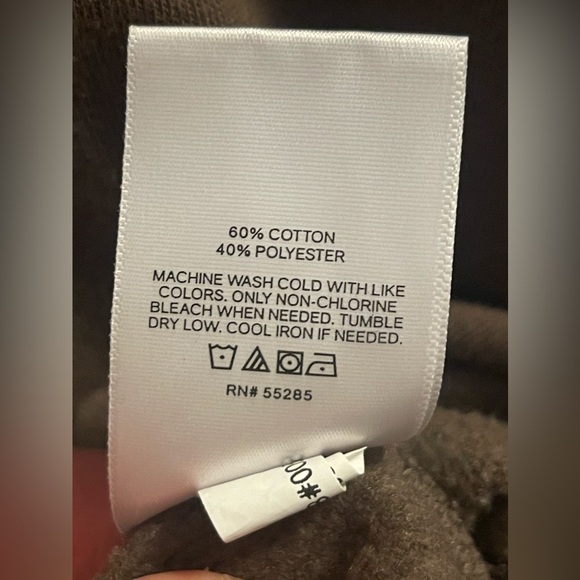 60% COTTON
40% POLYESTER
MACHINE WASH COLD WITH LIKE
COLORS. ONLY NON-CHLORINE
BLEACH WHEN NEEDED. TUMBLE
DRY LOW. COOL IRON IF NEEDED.
RN# 55285